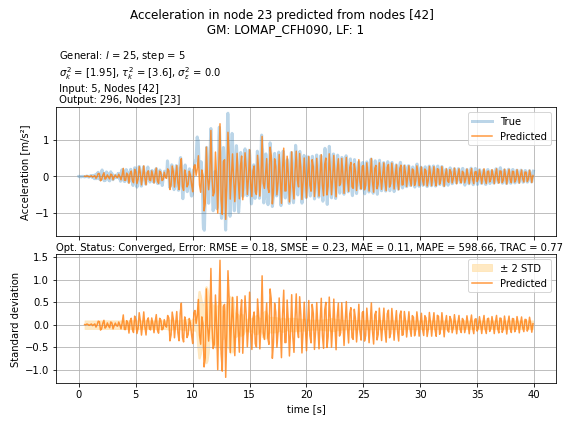 Acceleration in node 23 predicted from nodes [42]
GM: LOMAP_CFH090, LF: 1
General: l = 25, step = 5
σ²ₖ = [1.95], τ²ₖ = [3.6], σ²ε = 0.0
Input: 5, Nodes [42]
Output: 296, Nodes [23]
Acceleration [m/s²]
1
0
−1
True
Predicted
Opt. Status: Converged, Error: RMSE = 0.18, SMSE = 0.23, MAE = 0.11, MAPE = 598.66, TRAC = 0.77
Standard deviation
1.5
1.0
0.5
0.0
−0.5
−1.0
± 2 STD
Predicted
0 5 10 15 20 25 30 35 40
time [s]